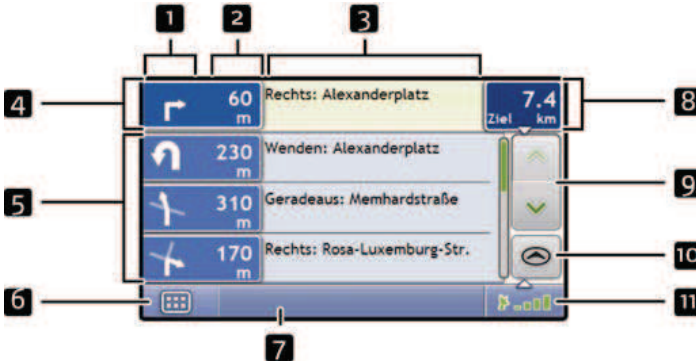 1 2 3
4 60 m Rechts: Alexanderplatz 7.4 Ziel km 8
230 m Wenden: Alexanderplatz
5 310 m Geradeaus: Memhardstraße 9
170 m Rechts: Rosa-Luxemburg-Str. 10
6 11
7